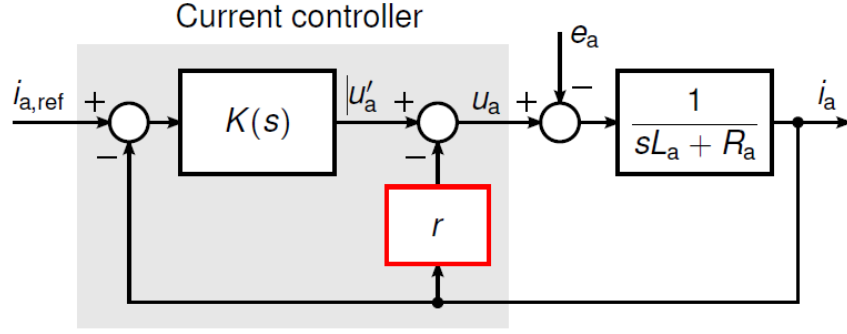 Current controller
e_a
i_a,ref + K(s) |u′_a + u_a + − 1 / (sL_a + R_a) i_a
− −
r